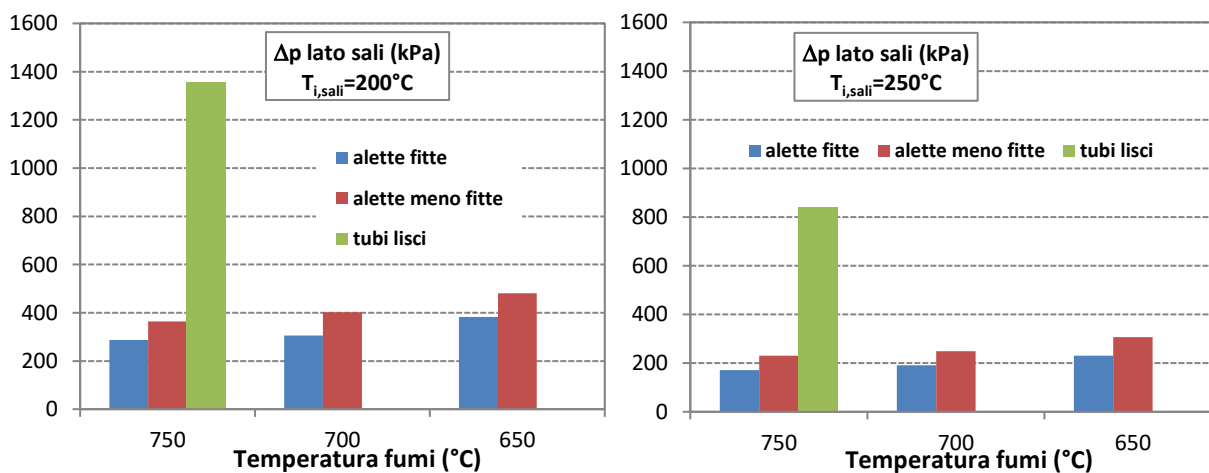 1600
1400
1200
1000
800
600
400
200
0
Δp lato sali (kPa)
Ti,sali=200°C
alette fitte
alette meno fitte
tubi lisci
750
700
650
Temperatura fumi (°C)
1600
1400
1200
1000
800
600
400
200
0
Δp lato sali (kPa)
Ti,sali=250°C
alette fitte alette meno fitte tubi lisci
750
700
650
Temperatura fumi (°C)